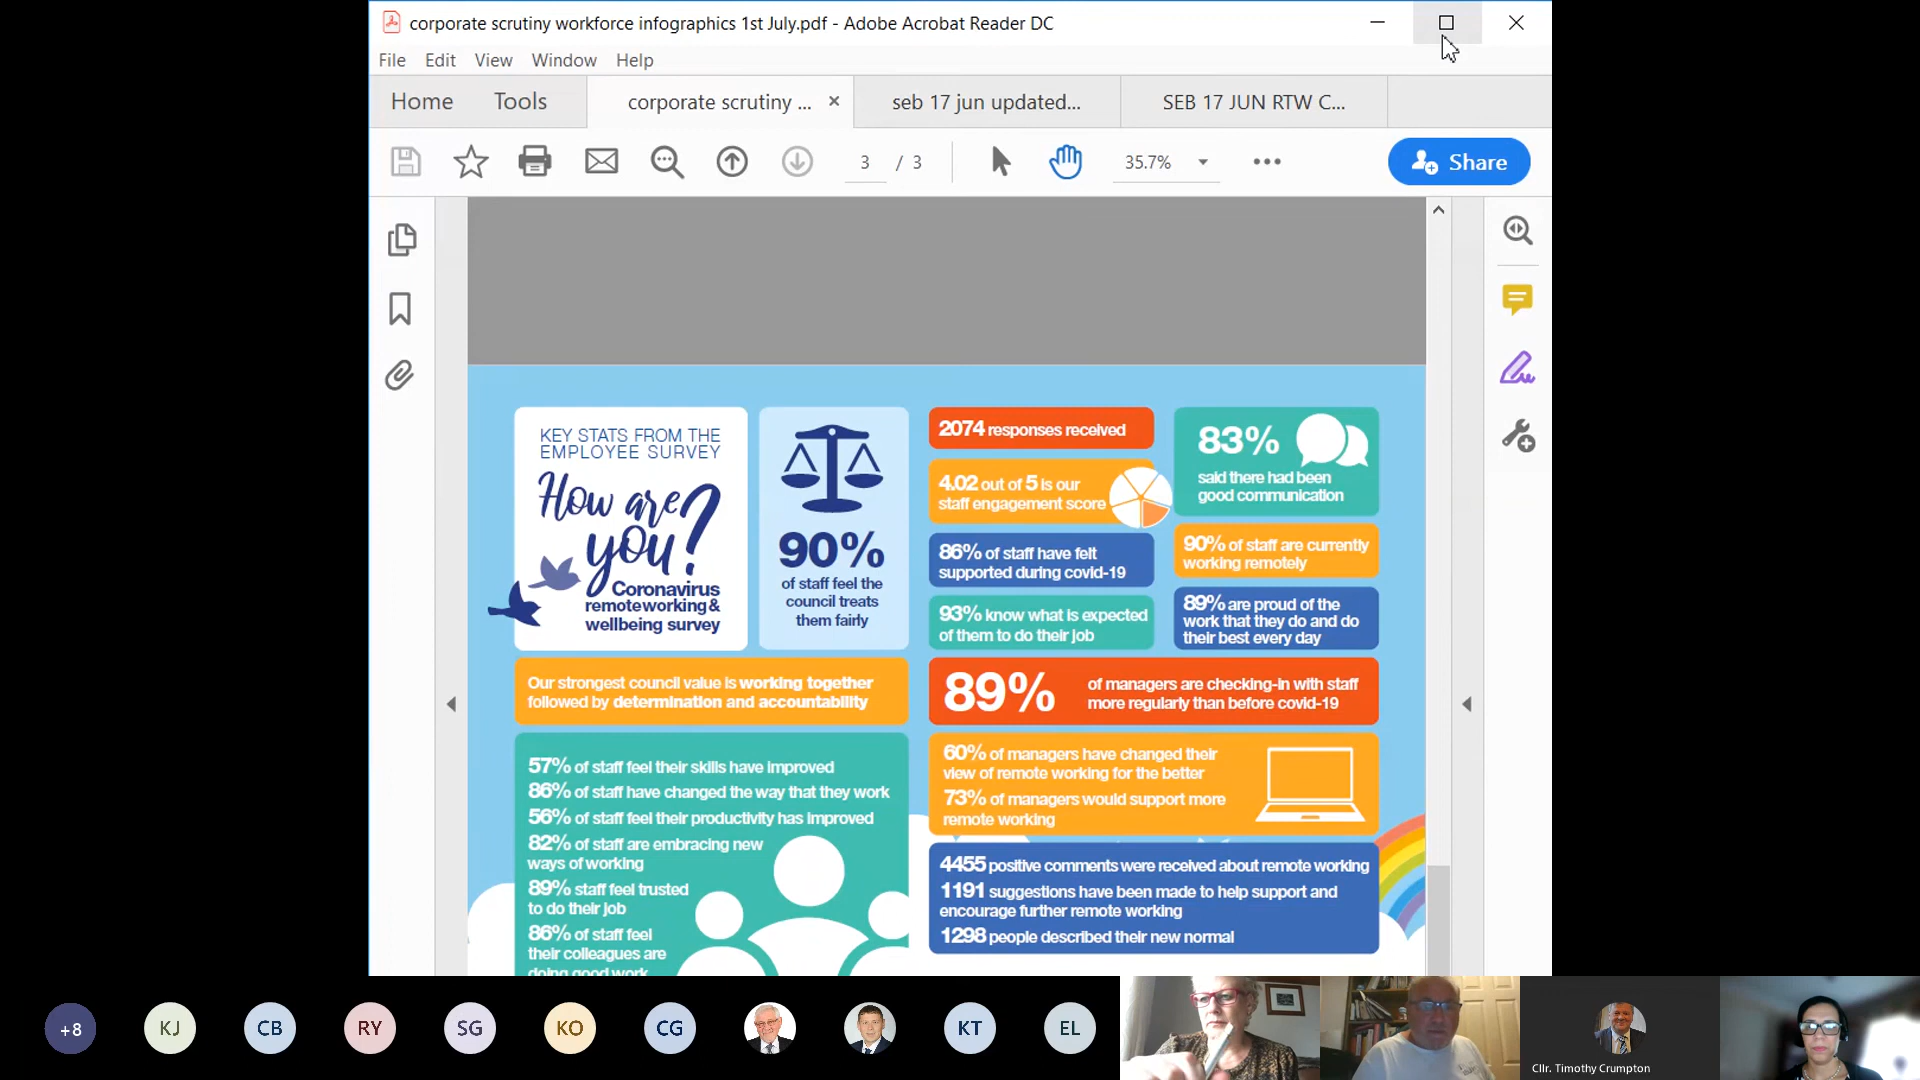 corporate scrutiny workforce infographics 1st July.pdf - Adobe Acrobat Reader DC
File Edit View Window Help
Home Tools corporate scrutiny ... × seb 17 jun updated... SEB 17 JUN RTW C...
3 / 3 35.7% Share
KEY STATS FROM THE
EMPLOYEE SURVEY
How are
you?
Coronavirus
remote working &
wellbeing survey
90%
of staff feel the
council treats
them fairly
2074 responses received
4.02 out of 5 is our
staff engagement score
86% of staff have felt
supported during covid-19
93% know what is expected
of them to do their job
83%
said there had been
good communication
90% of staff are currently
working remotely
89% are proud of the
work that they do and do
their best every day
Our strongest council value is working together
followed by determination and accountability
89%
of managers are checking-in with staff
more regularly than before covid-19
57% of staff feel their skills have improved
86% of staff have changed the way that they work
56% of staff feel their productivity has improved
82% of staff are embracing new
ways of working
89% staff feel trusted
to do their job
86% of staff feel
their colleagues are
doing good work
60% of managers have changed their
view of remote working for the better
73% of managers would support more
remote working
4455 positive comments were received about remote working
1191 suggestions have been made to help support and
encourage further remote working
1298 people described their new normal
+8 KJ CB RY SG KO CG KT EL
Cllr. Timothy Crumpton